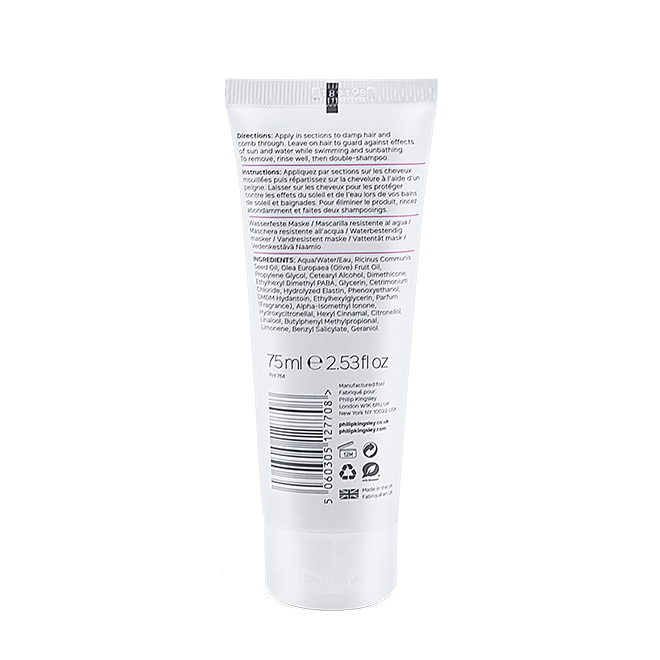 Directions: Apply in sections to damp hair and
comb through. Leave on hair to guard against effects
of sun and water while swimming and sunbathing.
To remove, rinse well, then double-shampoo.
Instructions: Appliquez par sections sur les cheveux
mouillées puis répartissez sur la chevelure à l'aide d'un
peigne. Laisser sur les cheveux pour les protéger
contre les effets du soleil et de l'eau lors de vos bains
de soleil et baignades. Pour éliminer le produit, rincez
abondamment et faites deux shampooings.
Wasserfeste Maske / Mascarilla resistente al agua /
Maschera resistente all'acqua / Waterbestendig
masker / Vandresistent maske / Vattentät mask /
Vedenkestävä Naamio
INGREDIENTS: Aqua/Water/Eau, Ricinus Communis
Seed Oil, Olea Europaea (Olive) Fruit Oil,
Propylene Glycol, Cetearyl Alcohol, Dimethicone,
Ethylhexyl Dimethyl PABA, Glycerin, Cetrimonium
Chloride, Hydrolyzed Elastin, Phenoxyethanol,
DMDM Hydantoin, Ethylhexylglycerin, Parfum
(Fragrance), Alpha-Isomethyl Ionone,
Hydroxycitronellal, Hexyl Cinnamal, Citronellol,
Linalool, Butylphenyl Methylpropional,
Limonene, Benzyl Salicylate, Geraniol.
75ml e 2.53fl oz
PHI 764
Manufactured for/
Fabriqué pour:
Philip Kingsley
London W1K 6RU UK
New York NY 10022 USA
philipkingsley.co.uk
philipkingsley.com
12M
Made in the UK
Fabriqué en UK
5 060305 127708 >